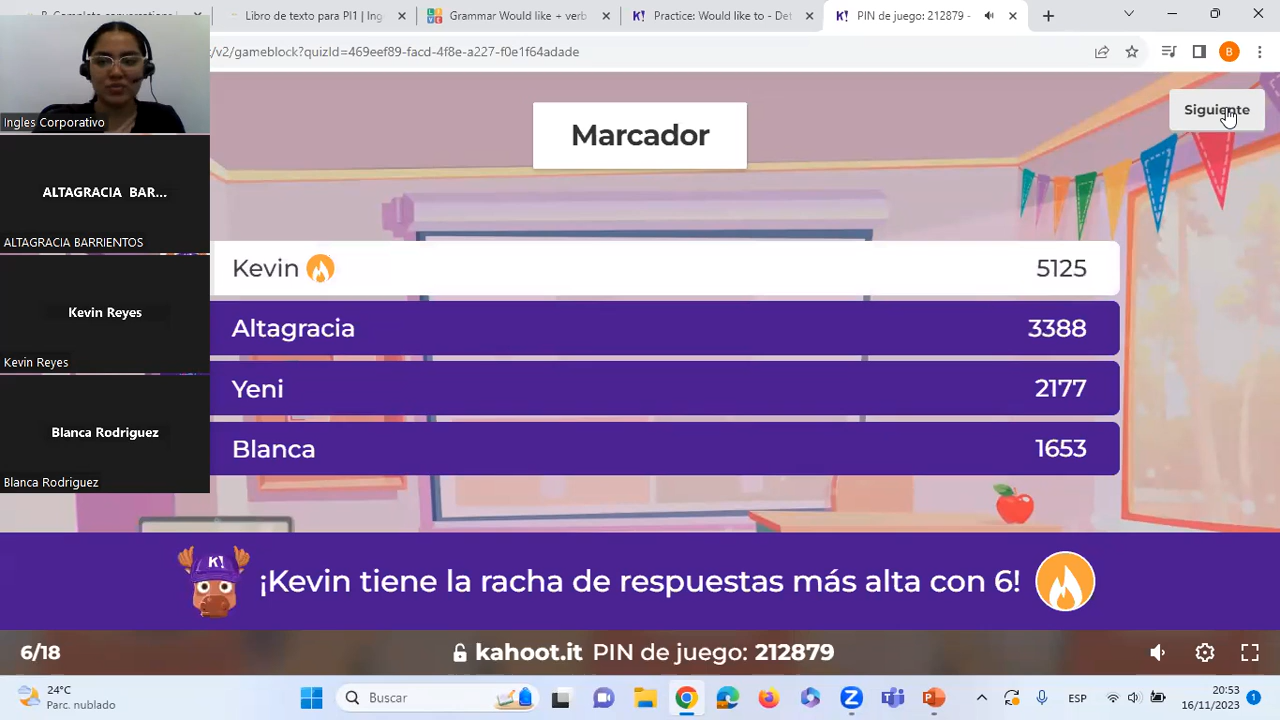 Libro de texto para PI1 | Ing
Grammar Would like + verb
Practice: Would like to - Details
PIN de juego: 212879 -
/v2/gameblock?quizId=469eef89-facd-4f8e-a227-f0e1f64adade
B
Ingles Corporativo
Marcador
Siguiente
ALTAGRACIA BAR...
ALTAGRACIA BARRIENTOS
Kevin 5125
Altagracia 3388
Kevin Reyes
Kevin Reyes
Yeni 2177
Blanca 1653
Blanca Rodriguez
Blanca Rodriguez
K!
¡Kevin tiene la racha de respuestas más alta con 6!
6/18
kahoot.it PIN de juego: 212879
24°C
Parc. nublado
Buscar
ESP
20:53
16/11/2023
1